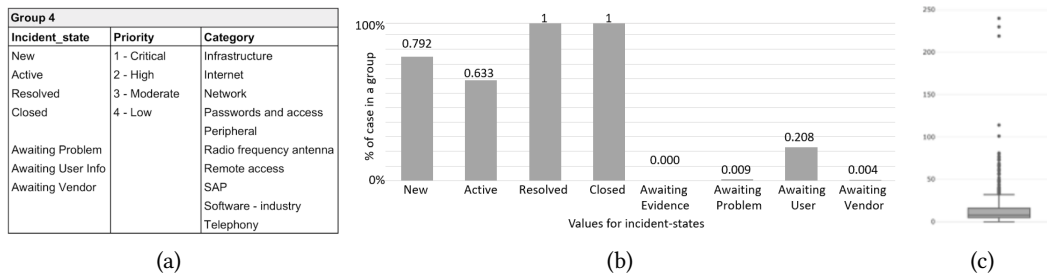 Group 4
Incident_state Priority Category
New 1 - Critical Infrastructure
Active 2 - High Internet
Resolved 3 - Moderate Network
Closed 4 - Low Passwords and access
Peripheral
Awaiting Problem Radio frequency antenna
Awaiting User Info Remote access
Awaiting Vendor SAP
Software - industry
Telephony
(a)
% of case in a group
100%
0%
0.792
0.633
1
1
0.000
0.009
0.208
0.004
New Active Resolved Closed Awaiting Evidence Awaiting Problem Awaiting User Awaiting Vendor
Values for incident-states
(b)
250
200
150
100
50
0
(c)